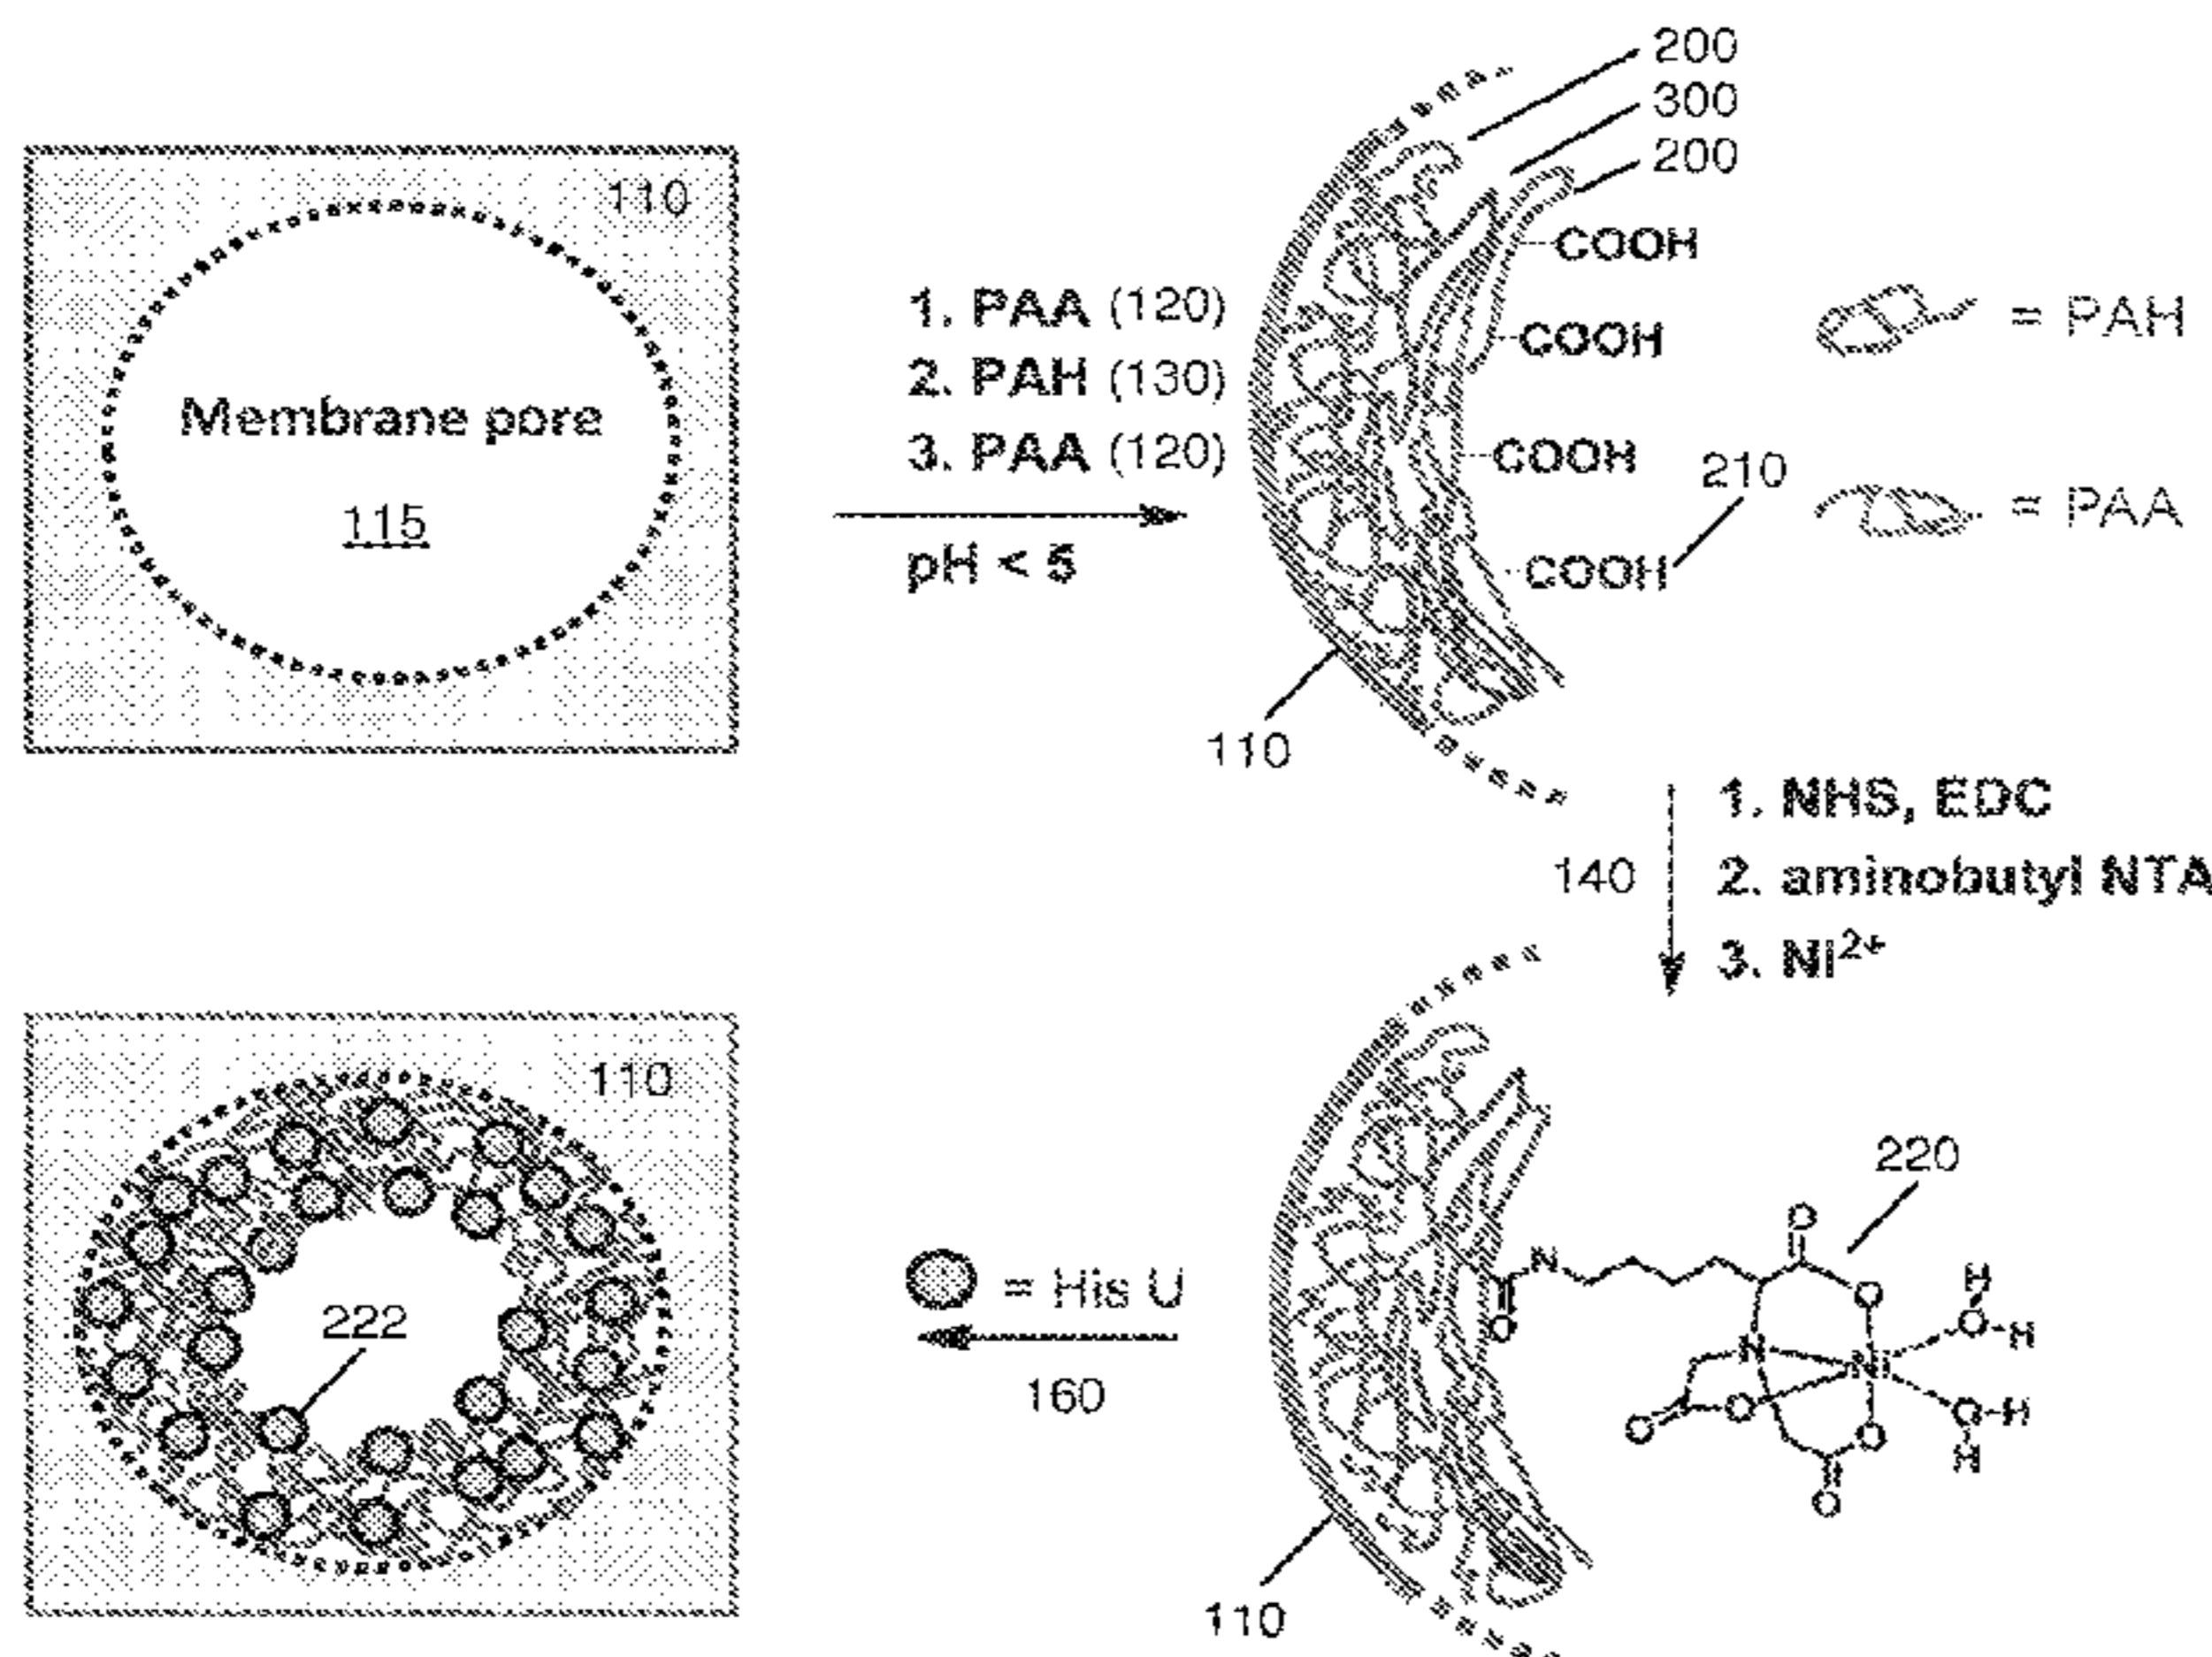 110
Membrane pore
115
1. PAA (120)
2. PAH (130)
3. PAA (120)
pH < 5
200
300
200
COOH
COOH
COOH
COOH
210
= PAH
= PAA
110
140
1. NHS, EDC
2. aminobutyl NTA
3. Ni²⁺
110
222
= His U
160
220
O
N
O
O
N
Ni
O
O
O
O
O
H
O-H
O-H
H
110